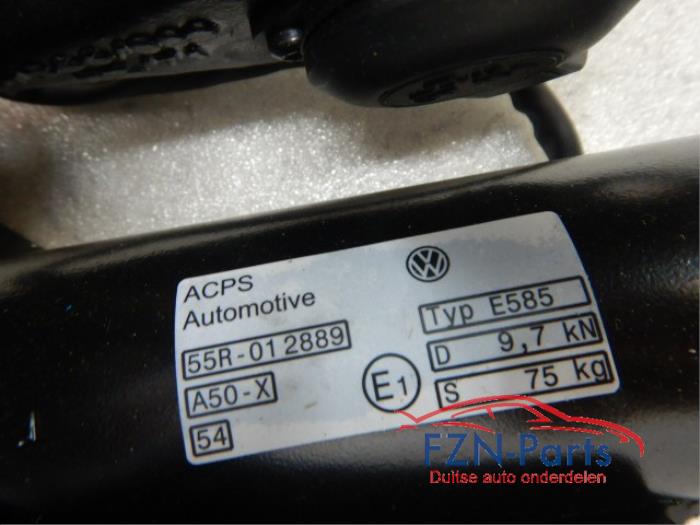 ACPS
Automotive
55R-012889
A50-X
54
Typ E585
D 9,7 kN
S 75 kg
E1
FZN-Parts
Duitse auto onderdelen